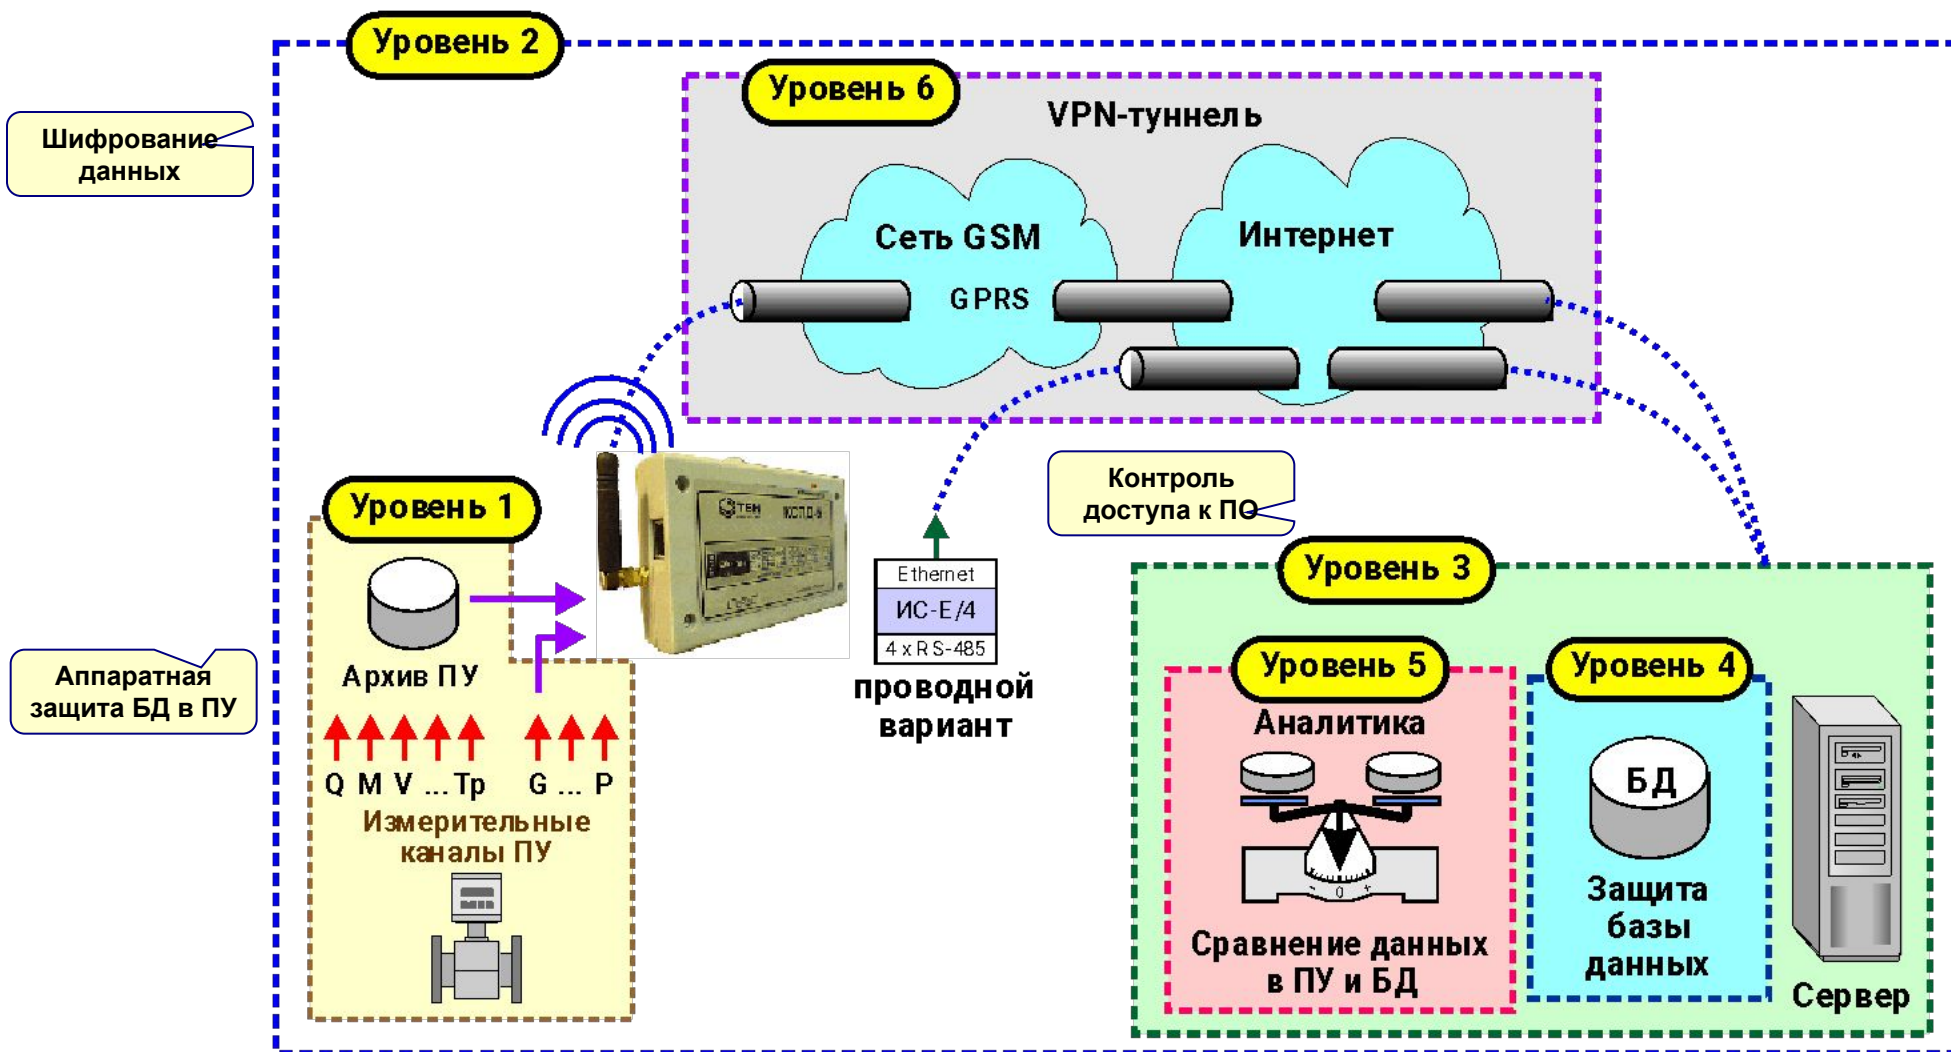 Уровень 2
Уровень 6
VPN-туннель
Шифрование
данных
Сеть GSM
GPRS
Интернет
Уровень 1
Контроль
доступа к ПО
Ethernet
ИС-Е/4
4 x RS-485
проводной
вариант
Архив ПУ
Аппаратная
защита БД в ПУ
Q M V ... Tp G ... P
Измерительные
каналы ПУ
Уровень 3
Уровень 5
Аналитика
- 0 +
Сравнение данных
в ПУ и БД
Уровень 4
БД
Защита
базы
данных
Сервер